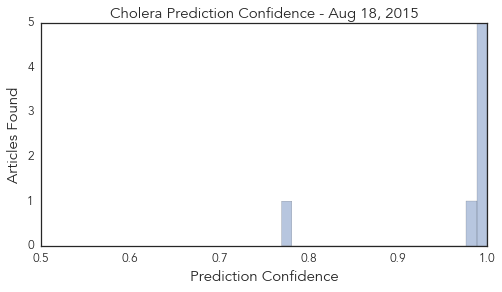 Cholera Prediction Confidence - Aug 18, 2015
5
4
3
2
1
0
Articles Found
0.5 0.6 0.7 0.8 0.9 1.0
Prediction Confidence